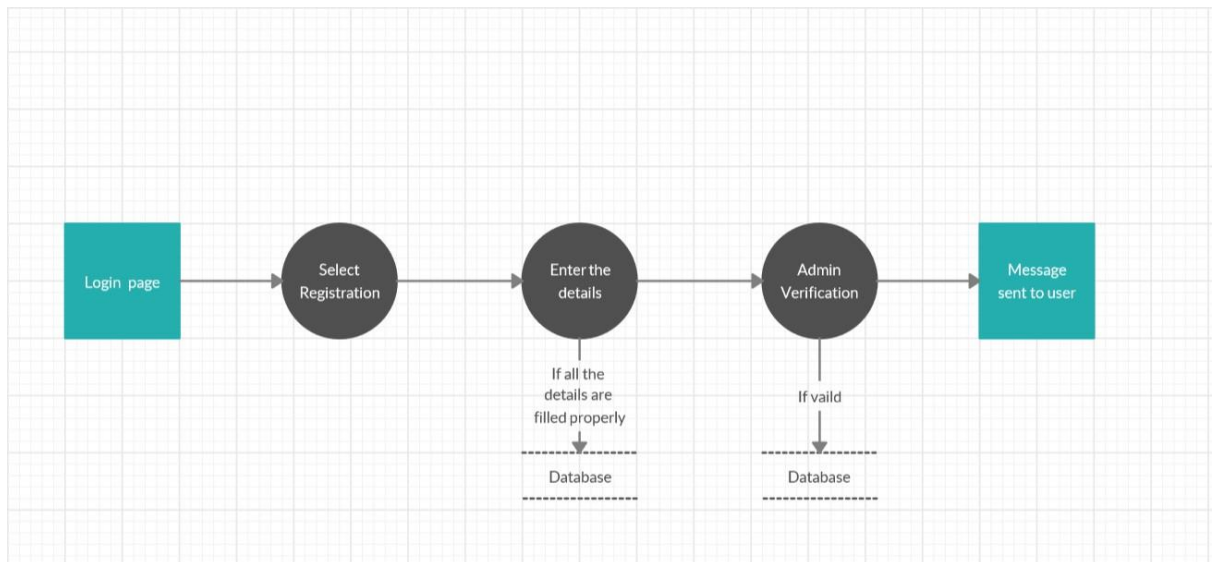 Login page
Select
Registration
Enter the
details
Admin
Verification
Message
sent to user
If all the
details are
filled properly
If vaild
Database
Database